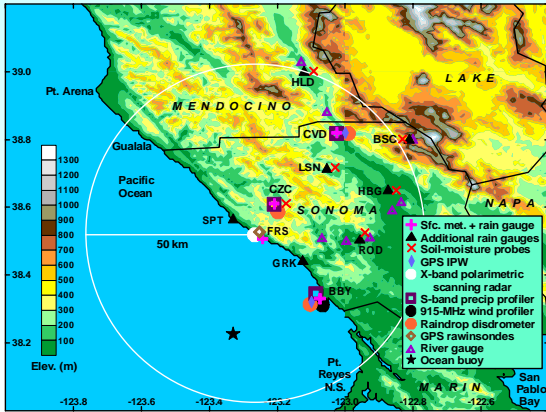 39.0
38.8
38.6
38.4
38.2
-123.8
-123.6
-123.4
-123.2
-123.0
-122.8
-122.6
Pt. Arena
Gualala
Pacific
Ocean
MENDOCINO
LAKE
SONOMA
NAPA
MARIN
HLD
CVD
BSC
LSN
HBG
CZC
SPT
FRS
ROD
GRK
BBY
50 km
Pt.
Reyes
N.S.
San
Pablo
Bay
1300
1200
1100
1000
900
800
700
600
500
400
300
200
100
Elev. (m)
Sfc. met. + rain gauge
Additional rain gauges
Soil-moisture probes
GPS IPW
X-band polarimetric
scanning radar
S-band precip profiler
915-MHz wind profiler
Raindrop disdrometer
GPS rawinsondes
River gauge
Ocean buoy